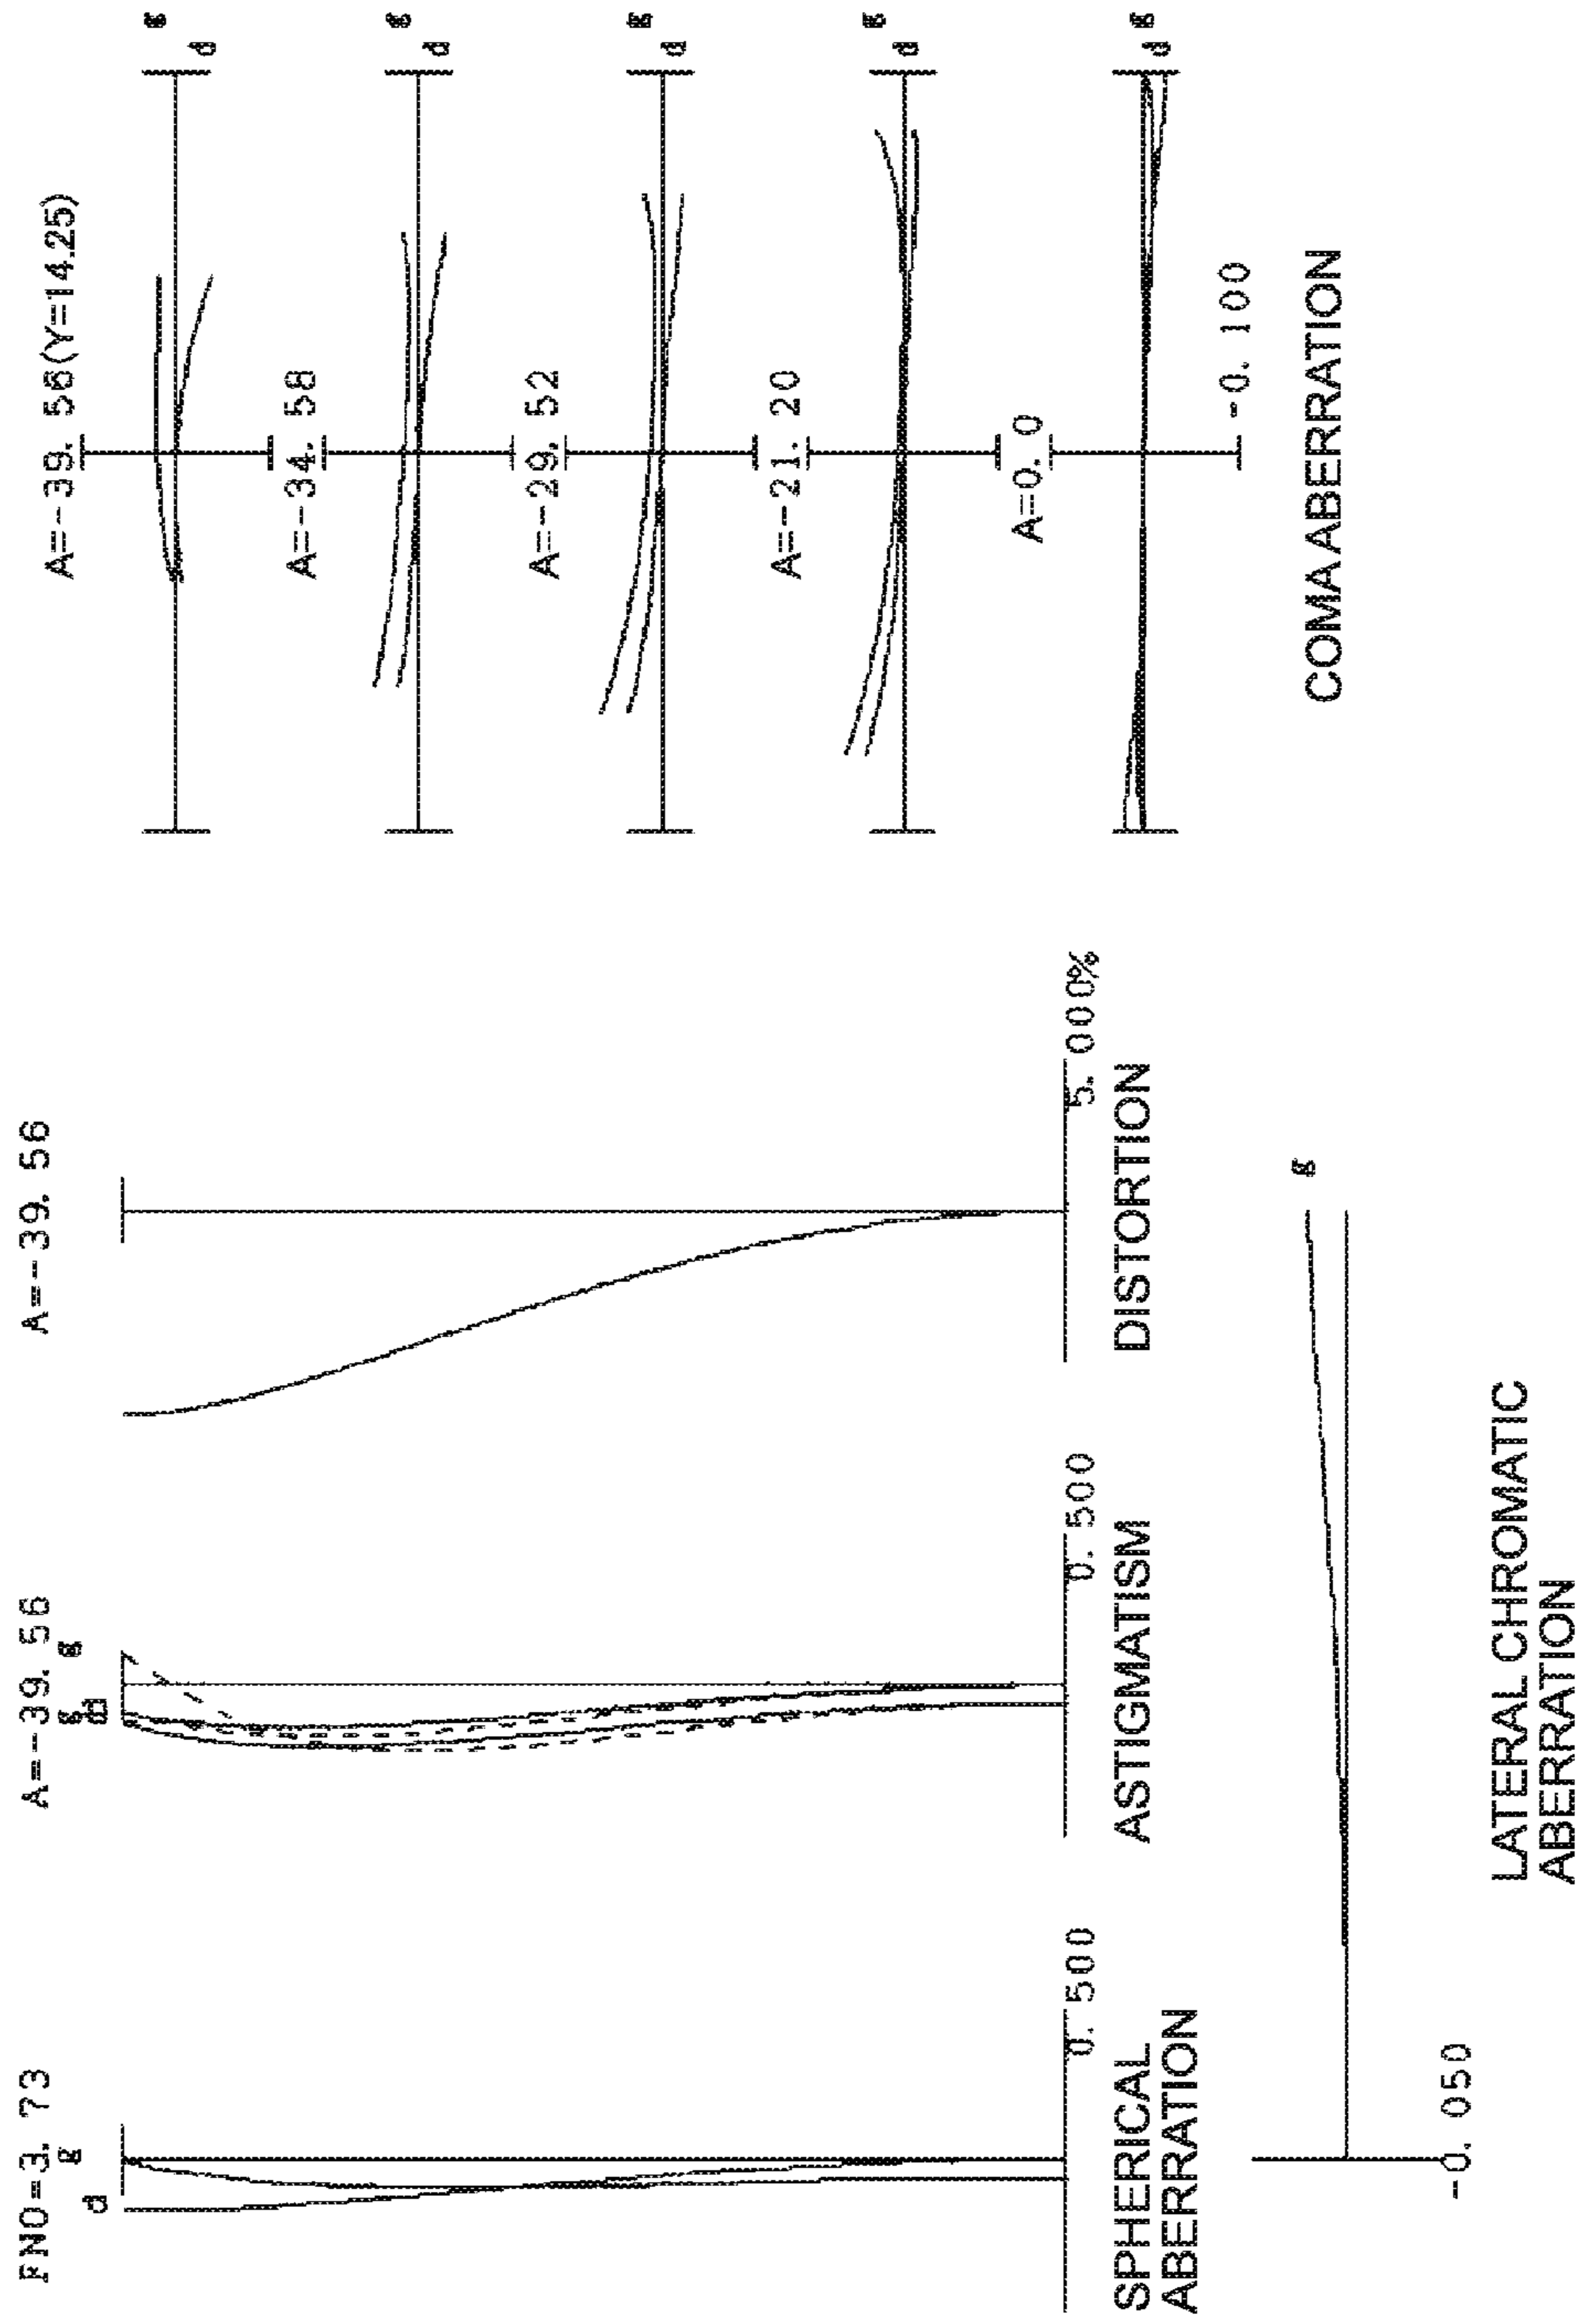 FNO=3. 73
d
g
0. 500
SPHERICAL
ABERRATION
A=-39. 56
g
d
g
0. 500
ASTIGMATISM
A=-39. 56
5. 000%
DISTORTION
A=-39. 56(Y=14.25)
g
d
A=-34. 58
g
d
A=-29. 52
g
d
A=-21. 20
g
d
A=0. 0
g
d
-0. 100
COMA ABERRATION
g
-0. 050
LATERAL CHROMATIC
ABERRATION